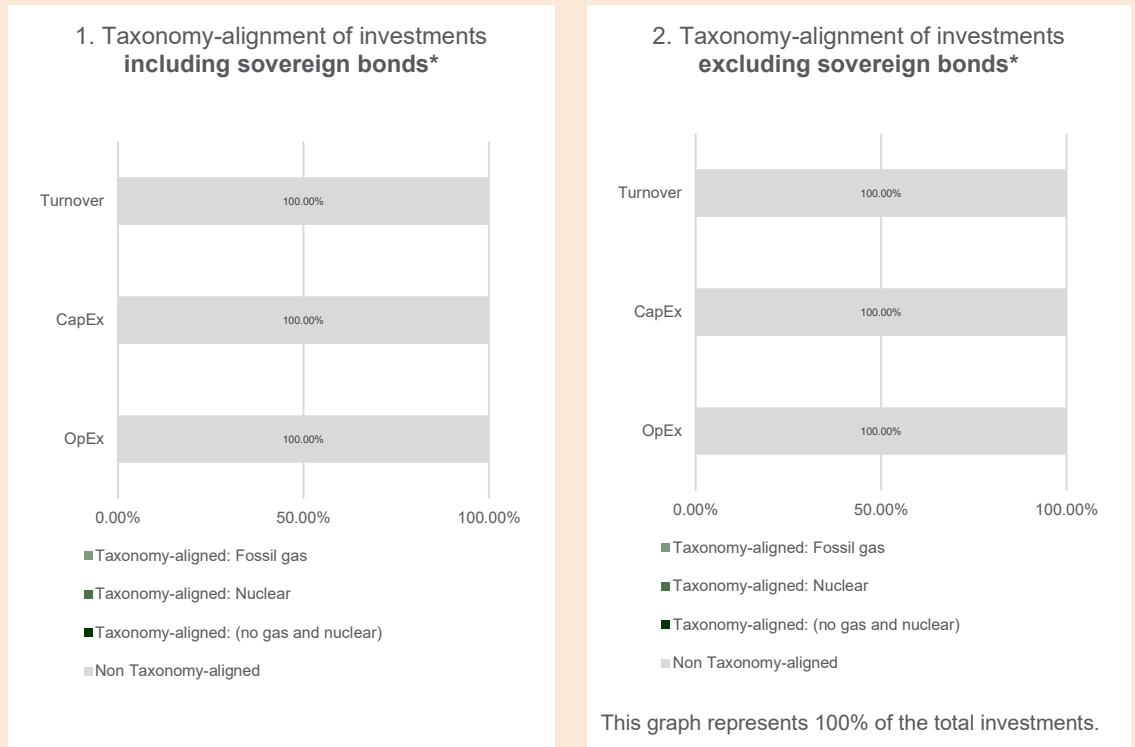 1. Taxonomy-alignment of investments
including sovereign bonds*
Turnover
100.00%
CapEx
100.00%
OpEx
100.00%
0.00% 50.00% 100.00%
Taxonomy-aligned: Fossil gas
Taxonomy-aligned: Nuclear
Taxonomy-aligned: (no gas and nuclear)
Non Taxonomy-aligned
2. Taxonomy-alignment of investments
excluding sovereign bonds*
Turnover
100.00%
CapEx
100.00%
OpEx
100.00%
0.00% 50.00% 100.00%
Taxonomy-aligned: Fossil gas
Taxonomy-aligned: Nuclear
Taxonomy-aligned: (no gas and nuclear)
Non Taxonomy-aligned
This graph represents 100% of the total investments.